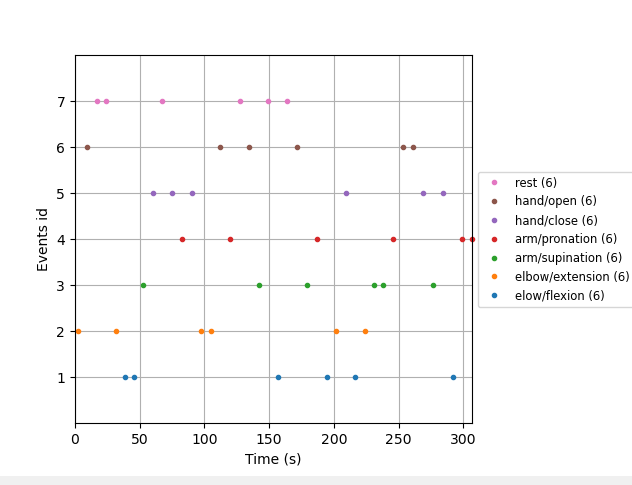 7
6
5
4
3
2
1
Events id
0 50 100 150 200 250 300
Time (s)
rest (6)
hand/open (6)
hand/close (6)
arm/pronation (6)
arm/supination (6)
elbow/extension (6)
elow/flexion (6)